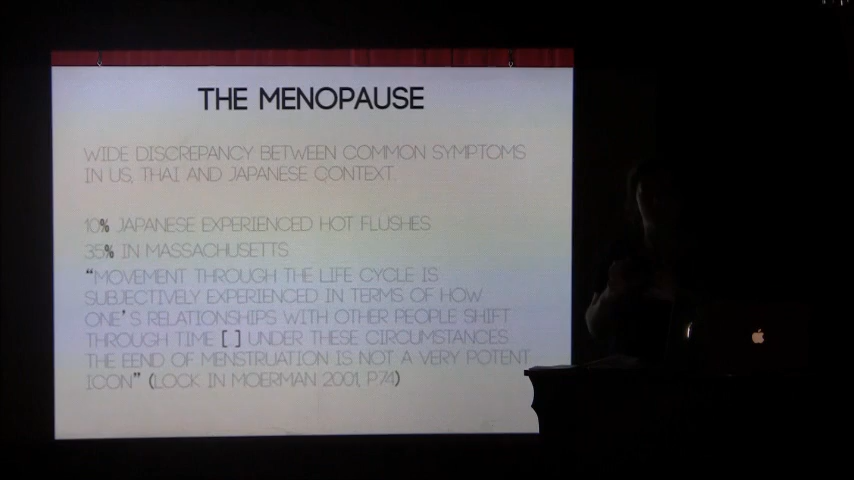 THE MENOPAUSE
WIDE DISCREPANCY BETWEEN COMMON SYMPTOMS
IN US, THAI AND JAPANESE CONTEXT.
10% JAPANESE EXPERIENCED HOT FLUSHES
35% IN MASSACHUSETTS
“MOVEMENT THROUGH THE LIFE CYCLE IS
SUBJECTIVELY EXPERIENCED IN TERMS OF HOW
ONE'S RELATIONSHIPS WITH OTHER PEOPLE SHIFT
THROUGH TIME [ ] UNDER THESE CIRCUMSTANCES
THE EEND OF MENSTRUATION IS NOT A VERY POTENT
ICON” (LOCK IN MOERMAN 2001, P.74)